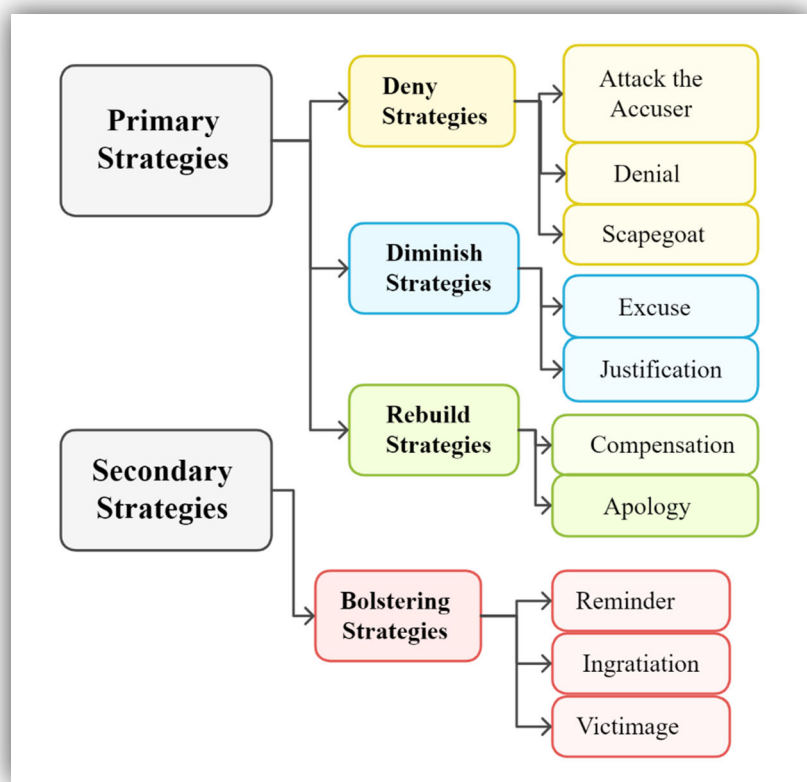 Primary
Strategies
Deny
Strategies
Attack the
Accuser
Denial
Scapegoat
Diminish
Strategies
Excuse
Justification
Rebuild
Strategies
Compensation
Apology
Secondary
Strategies
Bolstering
Strategies
Reminder
Ingratiation
Victimage